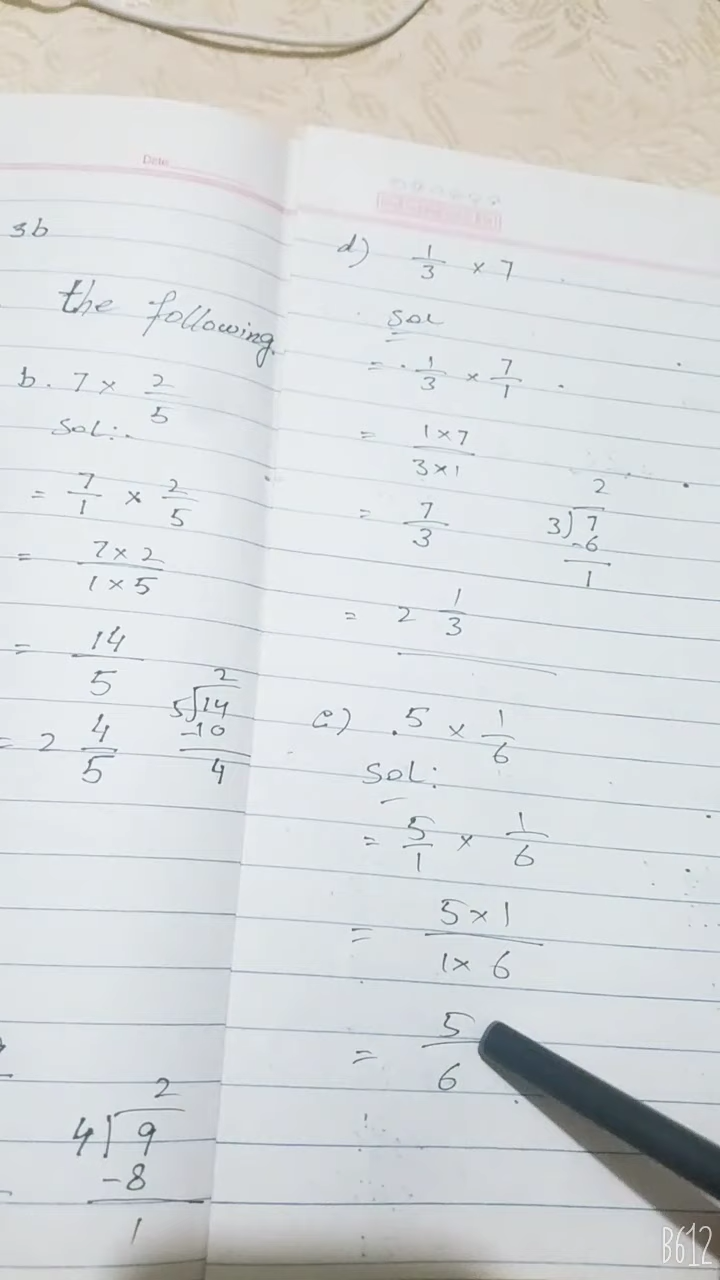 Date
3b
the following.
b. 7 × 2/5
Sol:-
= 7/1 × 2/5
= 7 × 2 / 1 × 5
= 14/5
2
5)14
-10
4
= 2 4/5
2
4)9
-8
1
d) 1/3 × 7
Sol
= 1/3 × 7/1
= 1×7 / 3×1
= 7/3
2
3)7
-6
1
= 2 1/3
e) 5 × 1/6
Sol:
= 5/1 × 1/6
= 5×1 / 1×6
= 5/6
B612